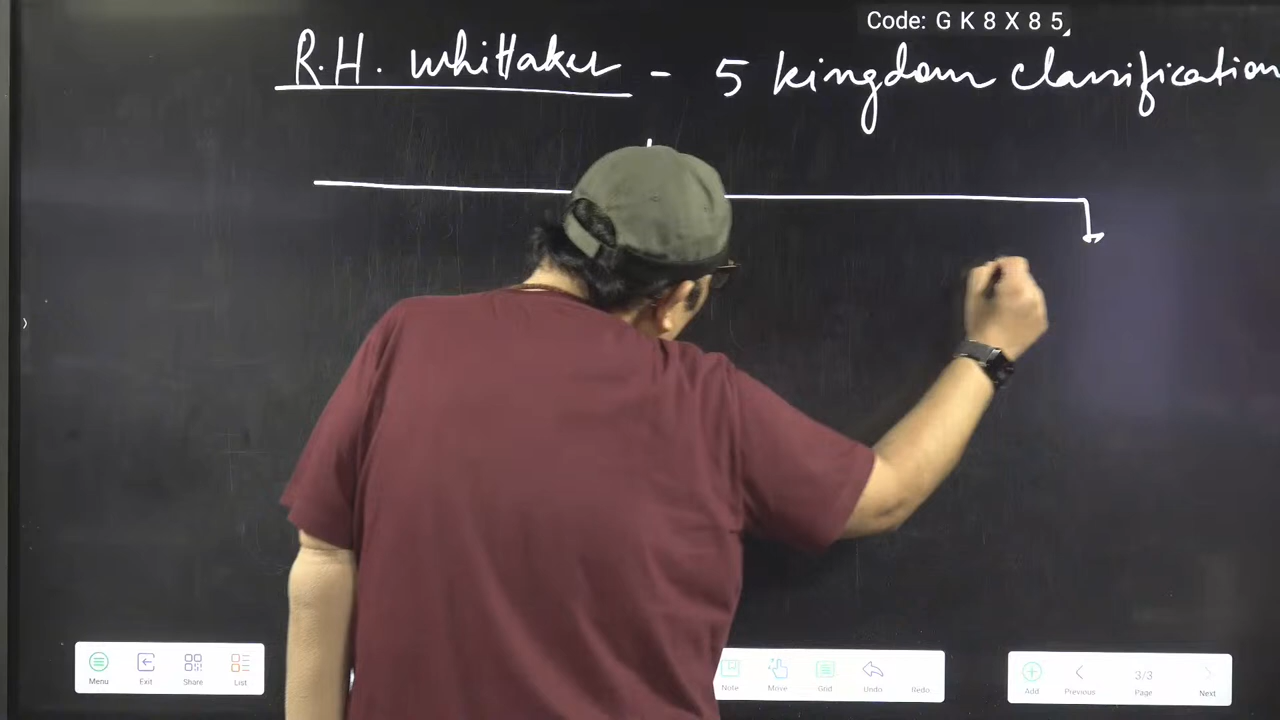 Code: G K 8 X 8 5,
R.H. Whittaker - 5 kingdom classification
Menu Exit Share List Note Move Grid Undo Redo Add Previous 3/3 Page Next